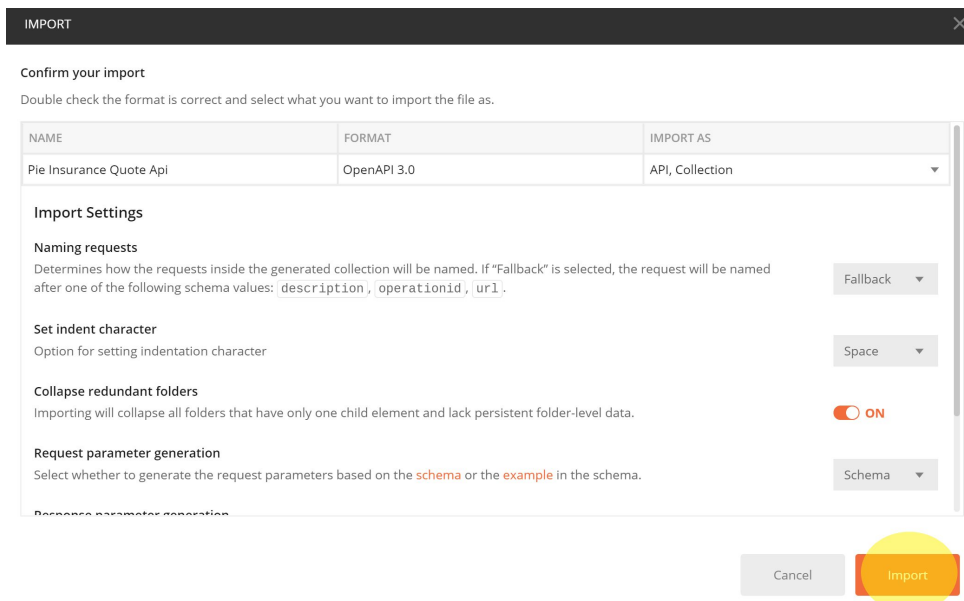 IMPORT
Confirm your import
Double check the format is correct and select what you want to import the file as.
NAME FORMAT IMPORT AS
Pie Insurance Quote Api OpenAPI 3.0 API, Collection
Import Settings
Naming requests
Determines how the requests inside the generated collection will be named. If “Fallback” is selected, the request will be named
after one of the following schema values: description, operationid, url.
Fallback
Set indent character
Option for setting indentation character
Space
Collapse redundant folders
Importing will collapse all folders that have only one child element and lack persistent folder-level data.
ON
Request parameter generation
Select whether to generate the request parameters based on the schema or the example in the schema.
Schema
Response parameter generation
Cancel Import